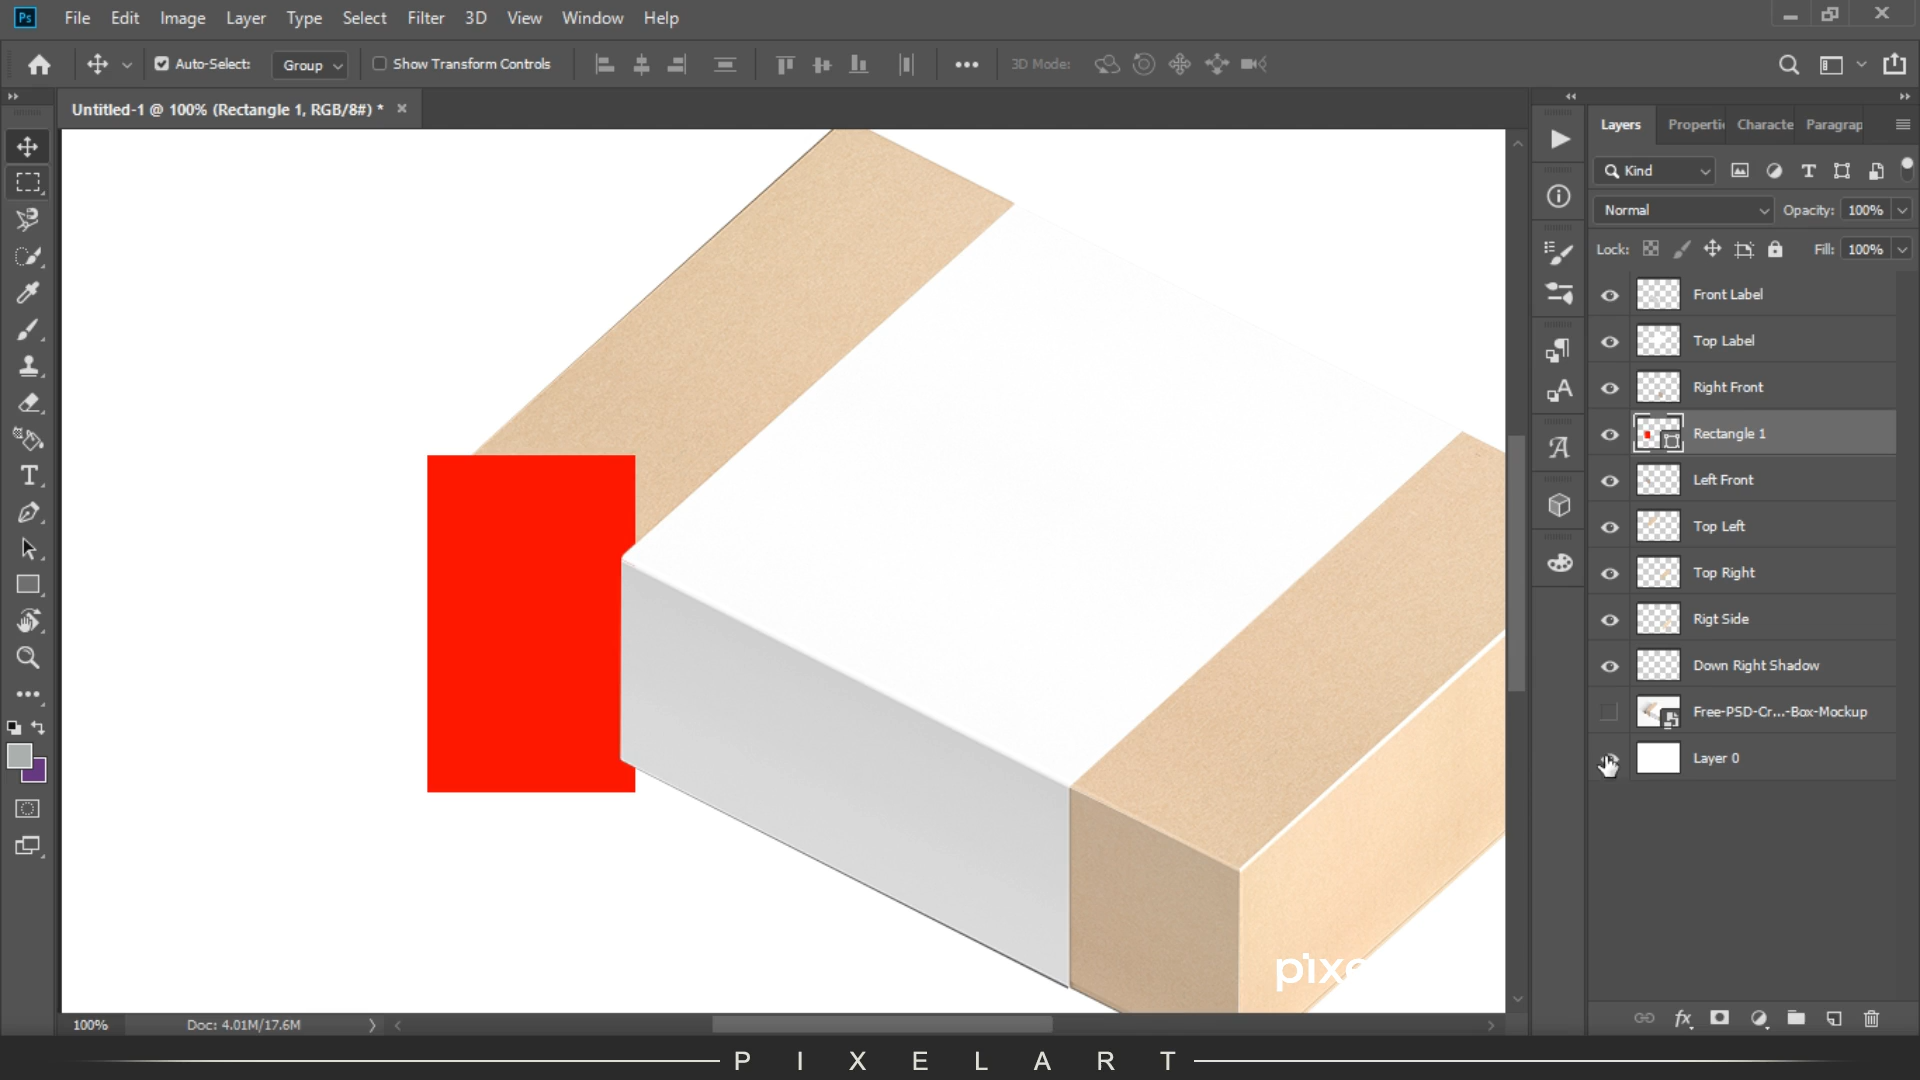 Ps File Edit Image Layer Type Select Filter 3D View Window Help
Auto-Select: Group Show Transform Controls 3D Mode:
Untitled-1 @ 100% (Rectangle 1, RGB/8#) *
Layers Properti Characte Paragrap
Kind
Normal Opacity: 100%
Lock: Fill: 100%
Front Label
Top Label
Right Front
Rectangle 1
Left Front
Top Left
Top Right
Rigt Side
Down Right Shadow
Free-PSD-Cr...-Box-Mockup
Layer 0
100% Doc: 4.01M/17.6M
PIXELART